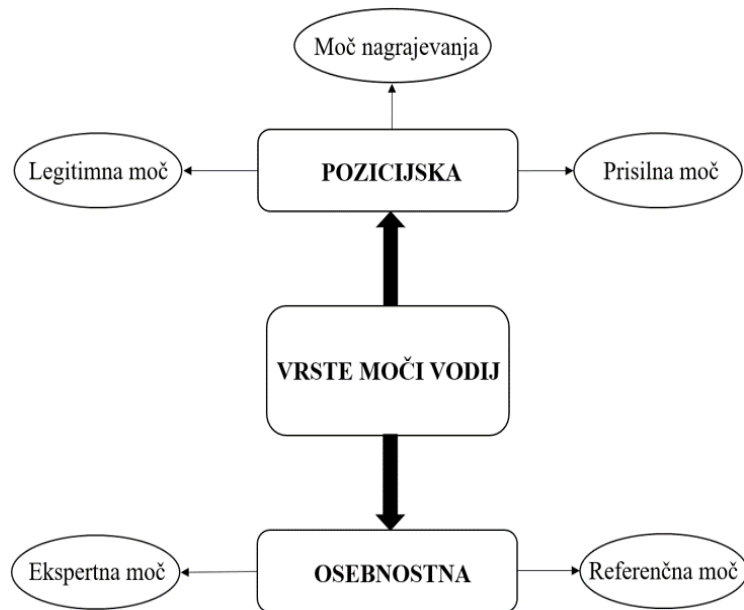 Moč nagrajevanja
Legitimna moč
POZICIJSKA
Prisilna moč
VRSTE MOČI VODIJ
Ekspertna moč
OSEBNOSTNA
Referenčna moč